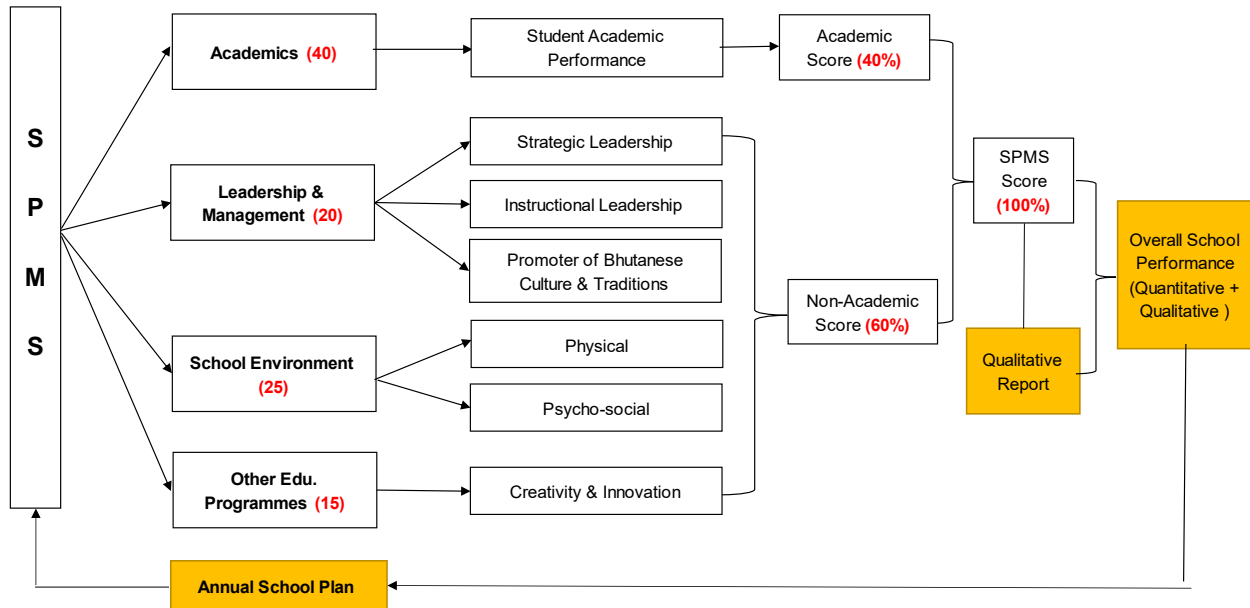 S
P
M
S
Academics (40)
Student Academic
Performance
Academic
Score (40%)
Leadership &
Management (20)
Strategic Leadership
Instructional Leadership
Promoter of Bhutanese
Culture & Traditions
School Environment
(25)
Physical
Psycho-social
Other Edu.
Programmes (15)
Creativity & Innovation
Non-Academic
Score (60%)
SPMS
Score
(100%)
Qualitative
Report
Overall School
Performance
(Quantitative +
Qualitative )
Annual School Plan